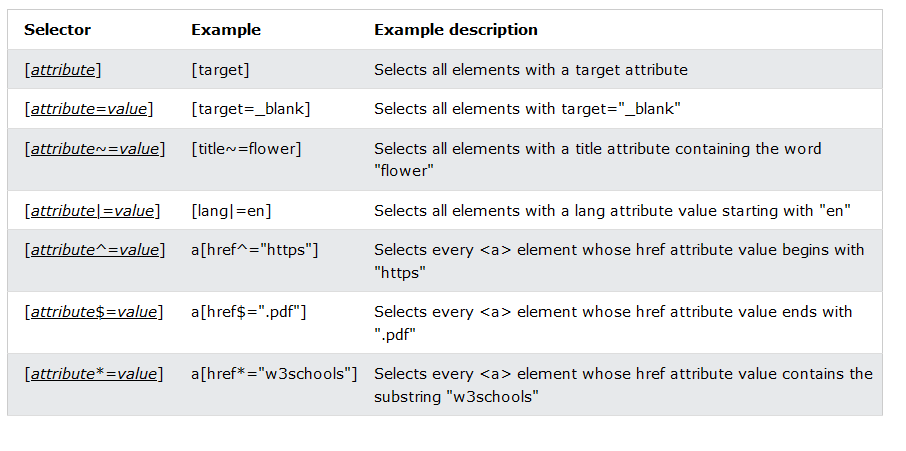 Selector Example Example description
[attribute] [target] Selects all elements with a target attribute
[attribute=value] [target=_blank] Selects all elements with target="_blank"
[attribute~=value] [title~=flower] Selects all elements with a title attribute containing the word
"flower"
[attribute|=value] [lang|=en] Selects all elements with a lang attribute value starting with "en"
[attribute^=value] a[href^="https"] Selects every <a> element whose href attribute value begins with
"https"
[attribute$=value] a[href$=".pdf"] Selects every <a> element whose href attribute value ends with
".pdf"
[attribute*=value] a[href*="w3schools"] Selects every <a> element whose href attribute value contains the
substring "w3schools"